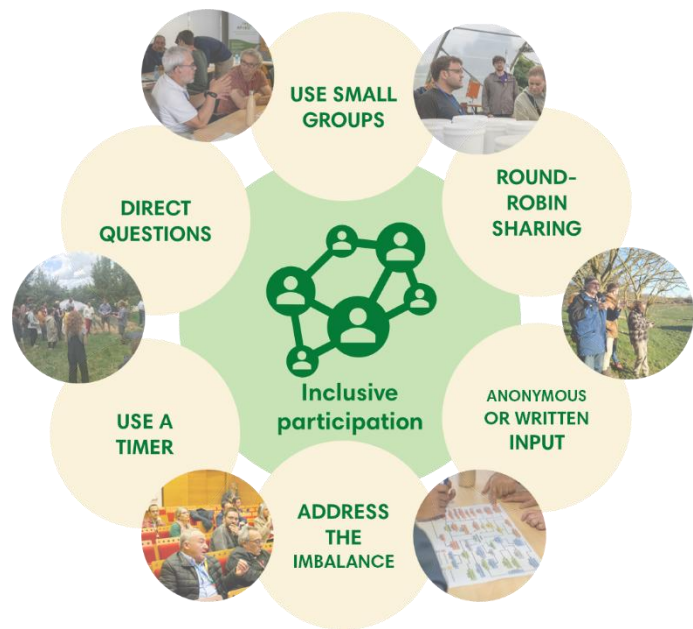 USE SMALL
GROUPS
ROUND-
ROBIN
SHARING
DIRECT
QUESTIONS
Inclusive
participation
ANONYMOUS
OR WRITTEN
INPUT
USE A
TIMER
ADDRESS
THE
IMBALANCE